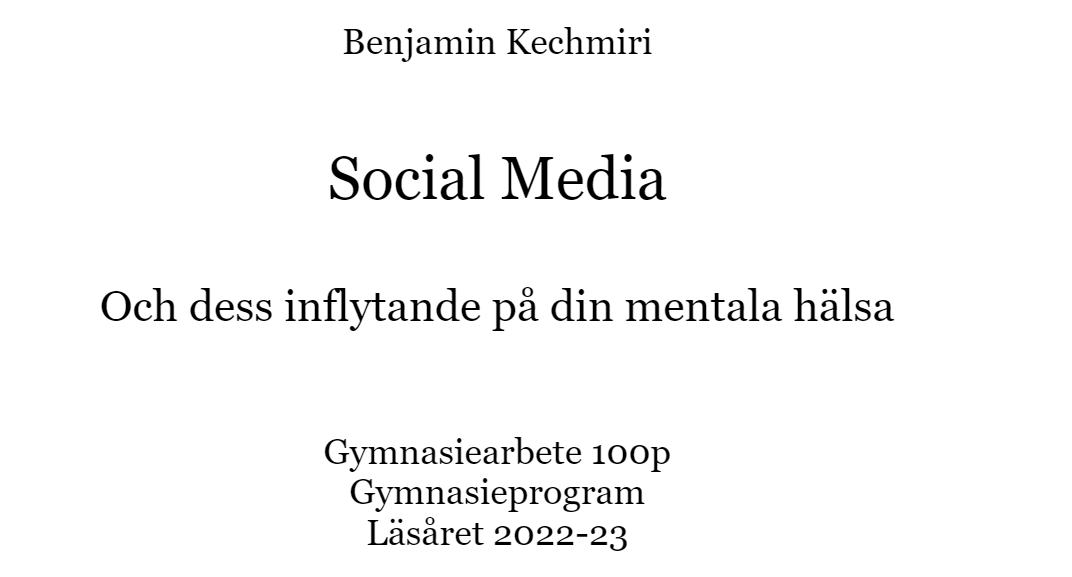 Benjamin Kechmiri
Social Media
Och dess inflytande på din mentala hälsa
Gymnasiearbete 100p
Gymnasieprogram
Läsåret 2022-23